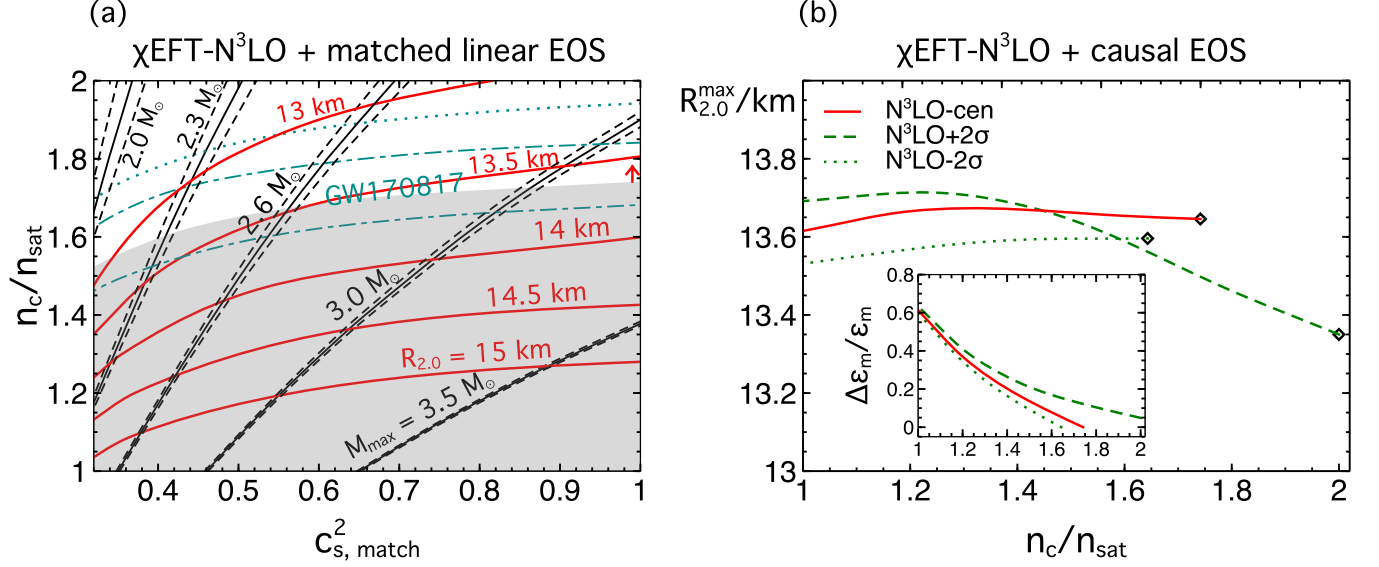 (a)
χEFT-N³LO + matched linear EOS
n_c/n_sat
2
1.8
1.6
1.4
1.2
1
0.4
0.5
0.6
0.7
0.8
0.9
1
c²_s, match
2.0 M☉
2.3 M☉
13 km
13.5 km
GW170817
2.6 M☉
14 km
3.0 M☉
14.5 km
R_2.0 = 15 km
M_max = 3.5 M☉
(b)
χEFT-N³LO + causal EOS
R^max_2.0/km
13.8
13.6
13.4
13.2
13
1
1.2
1.4
1.6
1.8
2
n_c/n_sat
N³LO-cen
N³LO+2σ
N³LO-2σ
Δε_m/ε_m
0.8
0.6
0.4
0.2
0
1
1.2
1.4
1.6
1.8
2